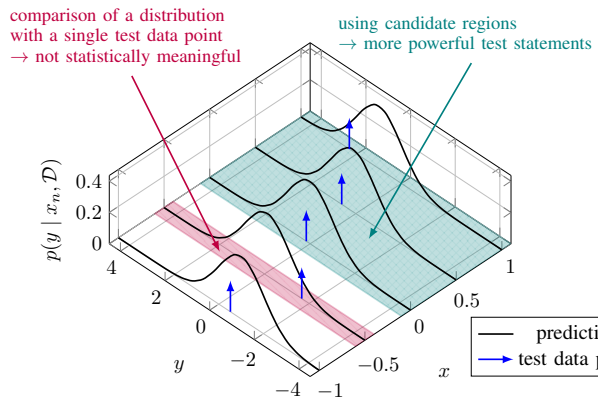 comparison of a distribution
with a single test data point
→ not statistically meaningful
using candidate regions
→ more powerful test statements
p(y | x_n, D)
0.4
0.2
0
4
2
0
−2
−4
y
−1
−0.5
0
0.5
1
x
test data p